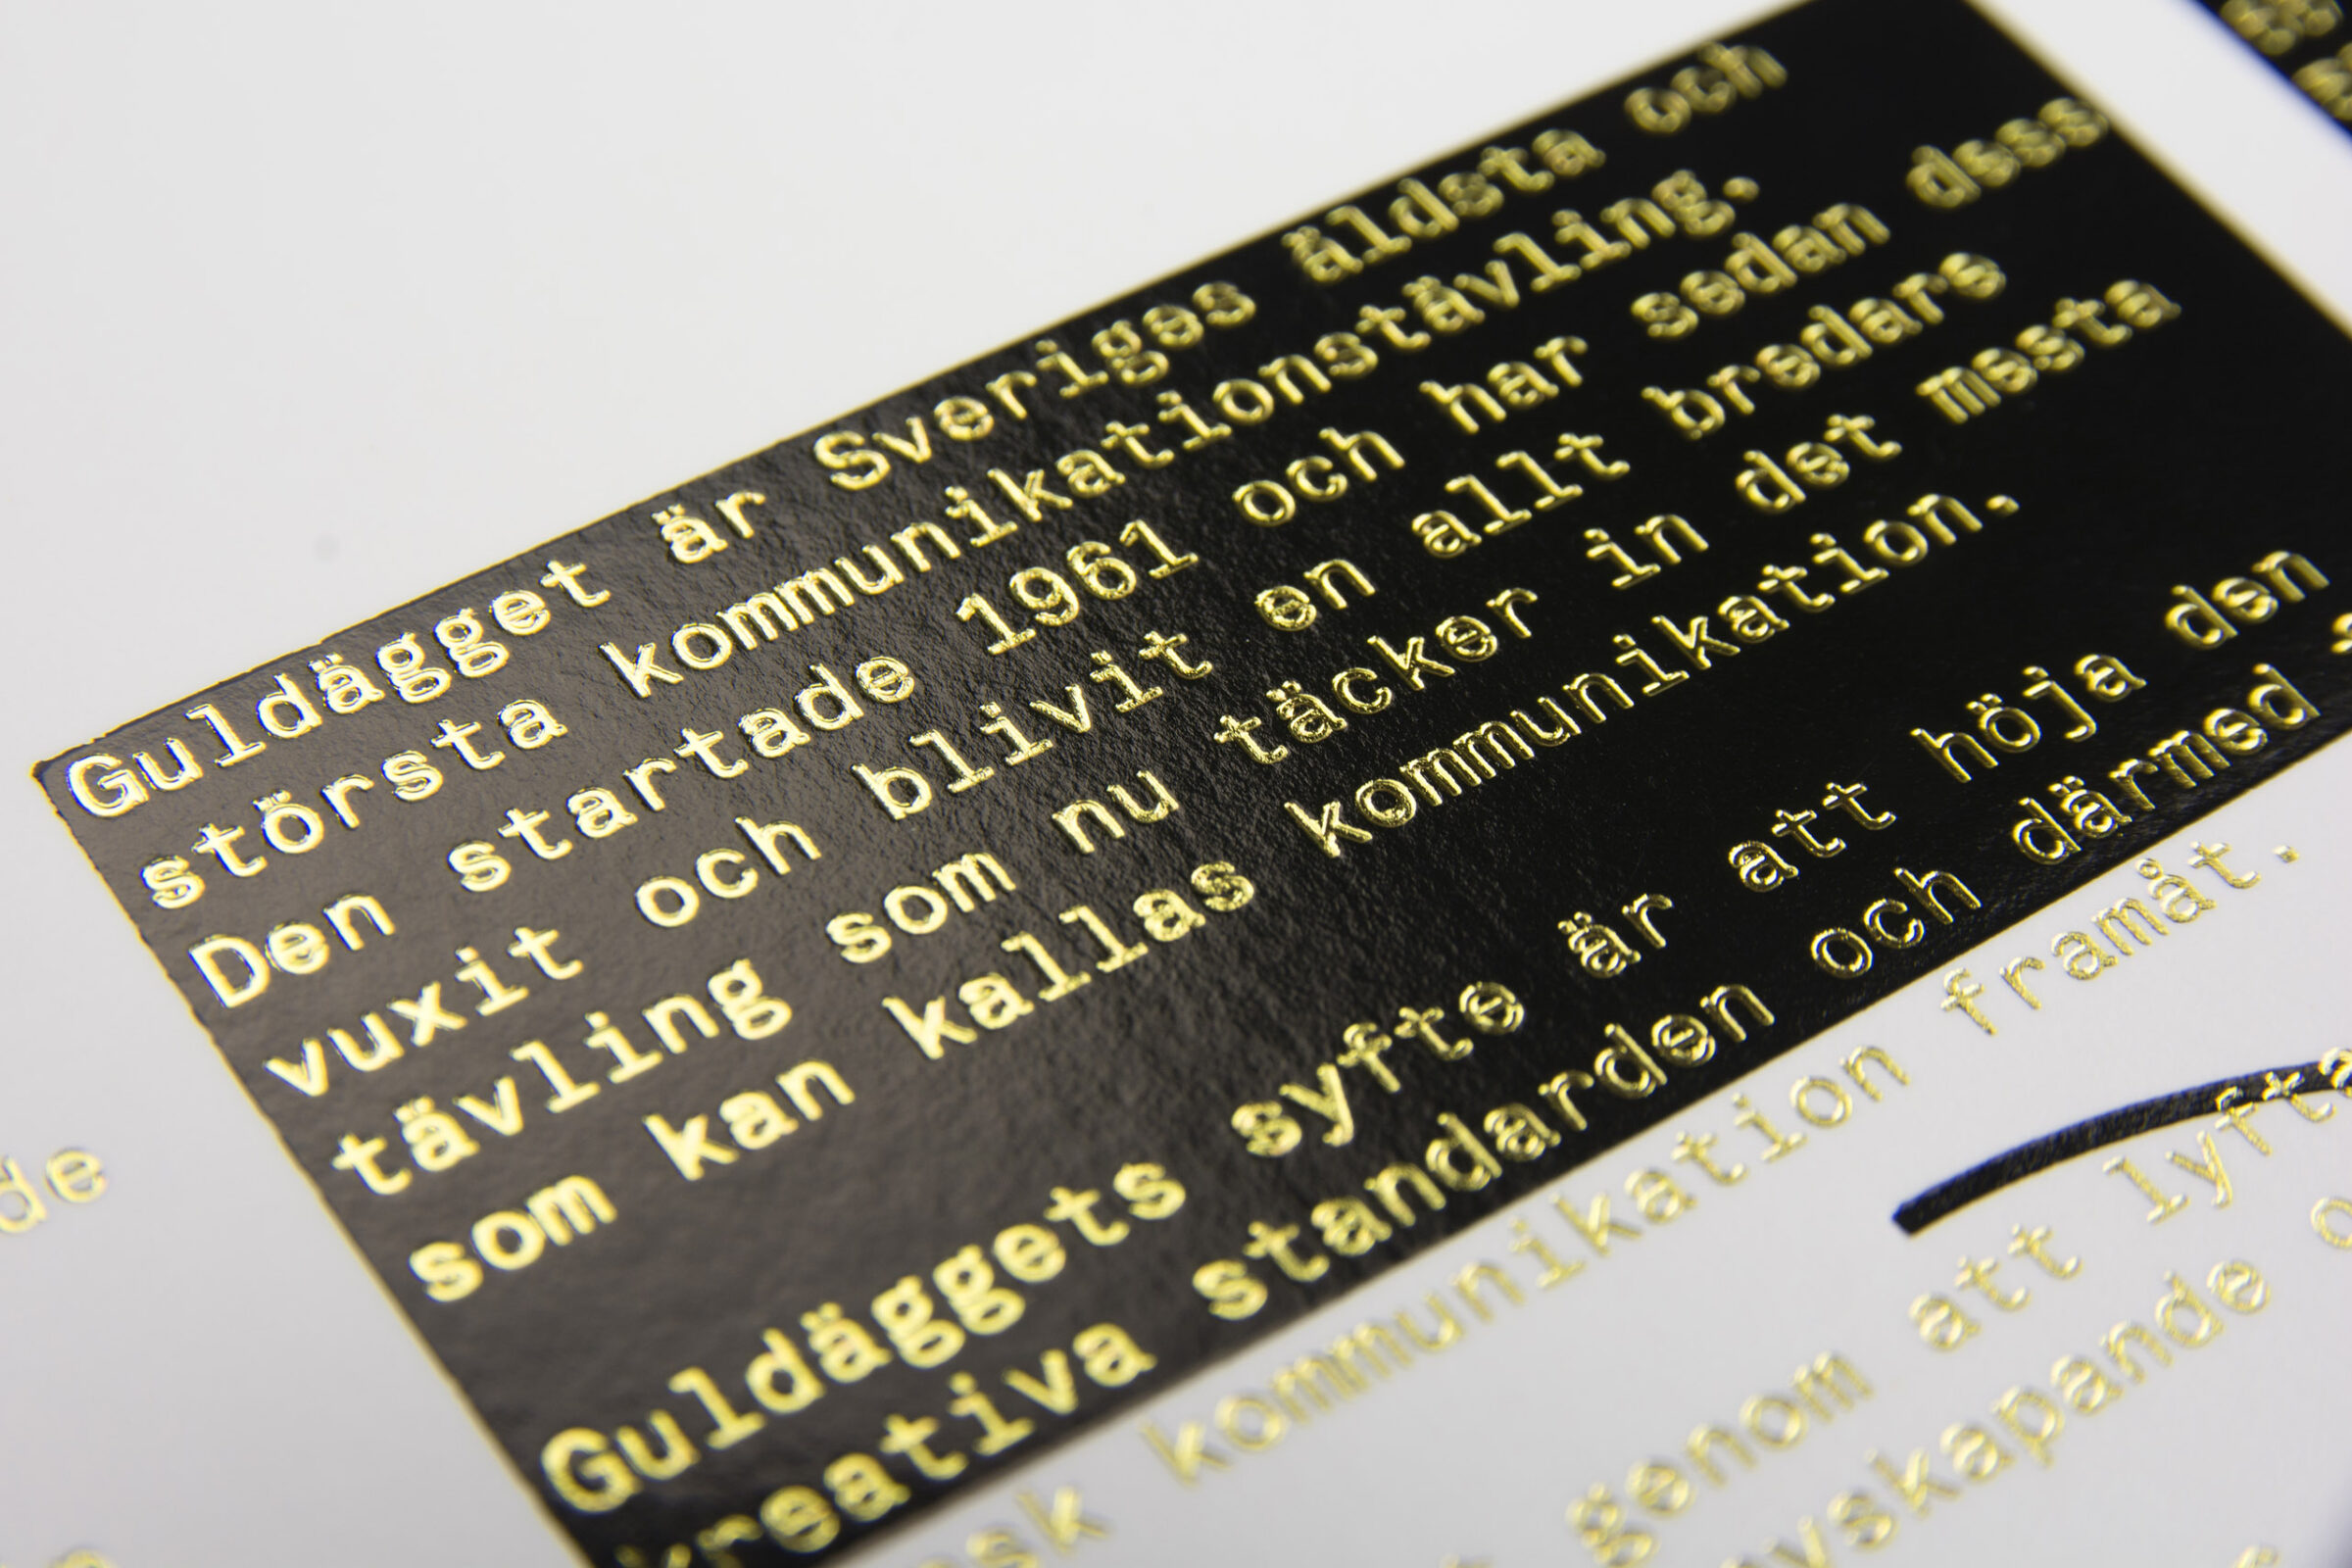 Guldägget är Sveriges äldsta och
största kommunikationstävling.
Den startade 1961 och har sedan dess
vuxit och blivit en allt bredare
tävling som nu täcker in det mesta
som kan kallas kommunikation.
Guldäggets syfte är att höja den
kreativa standarden och därmed
kommunikation framåt.
genom att lyfta
nyskapande
de